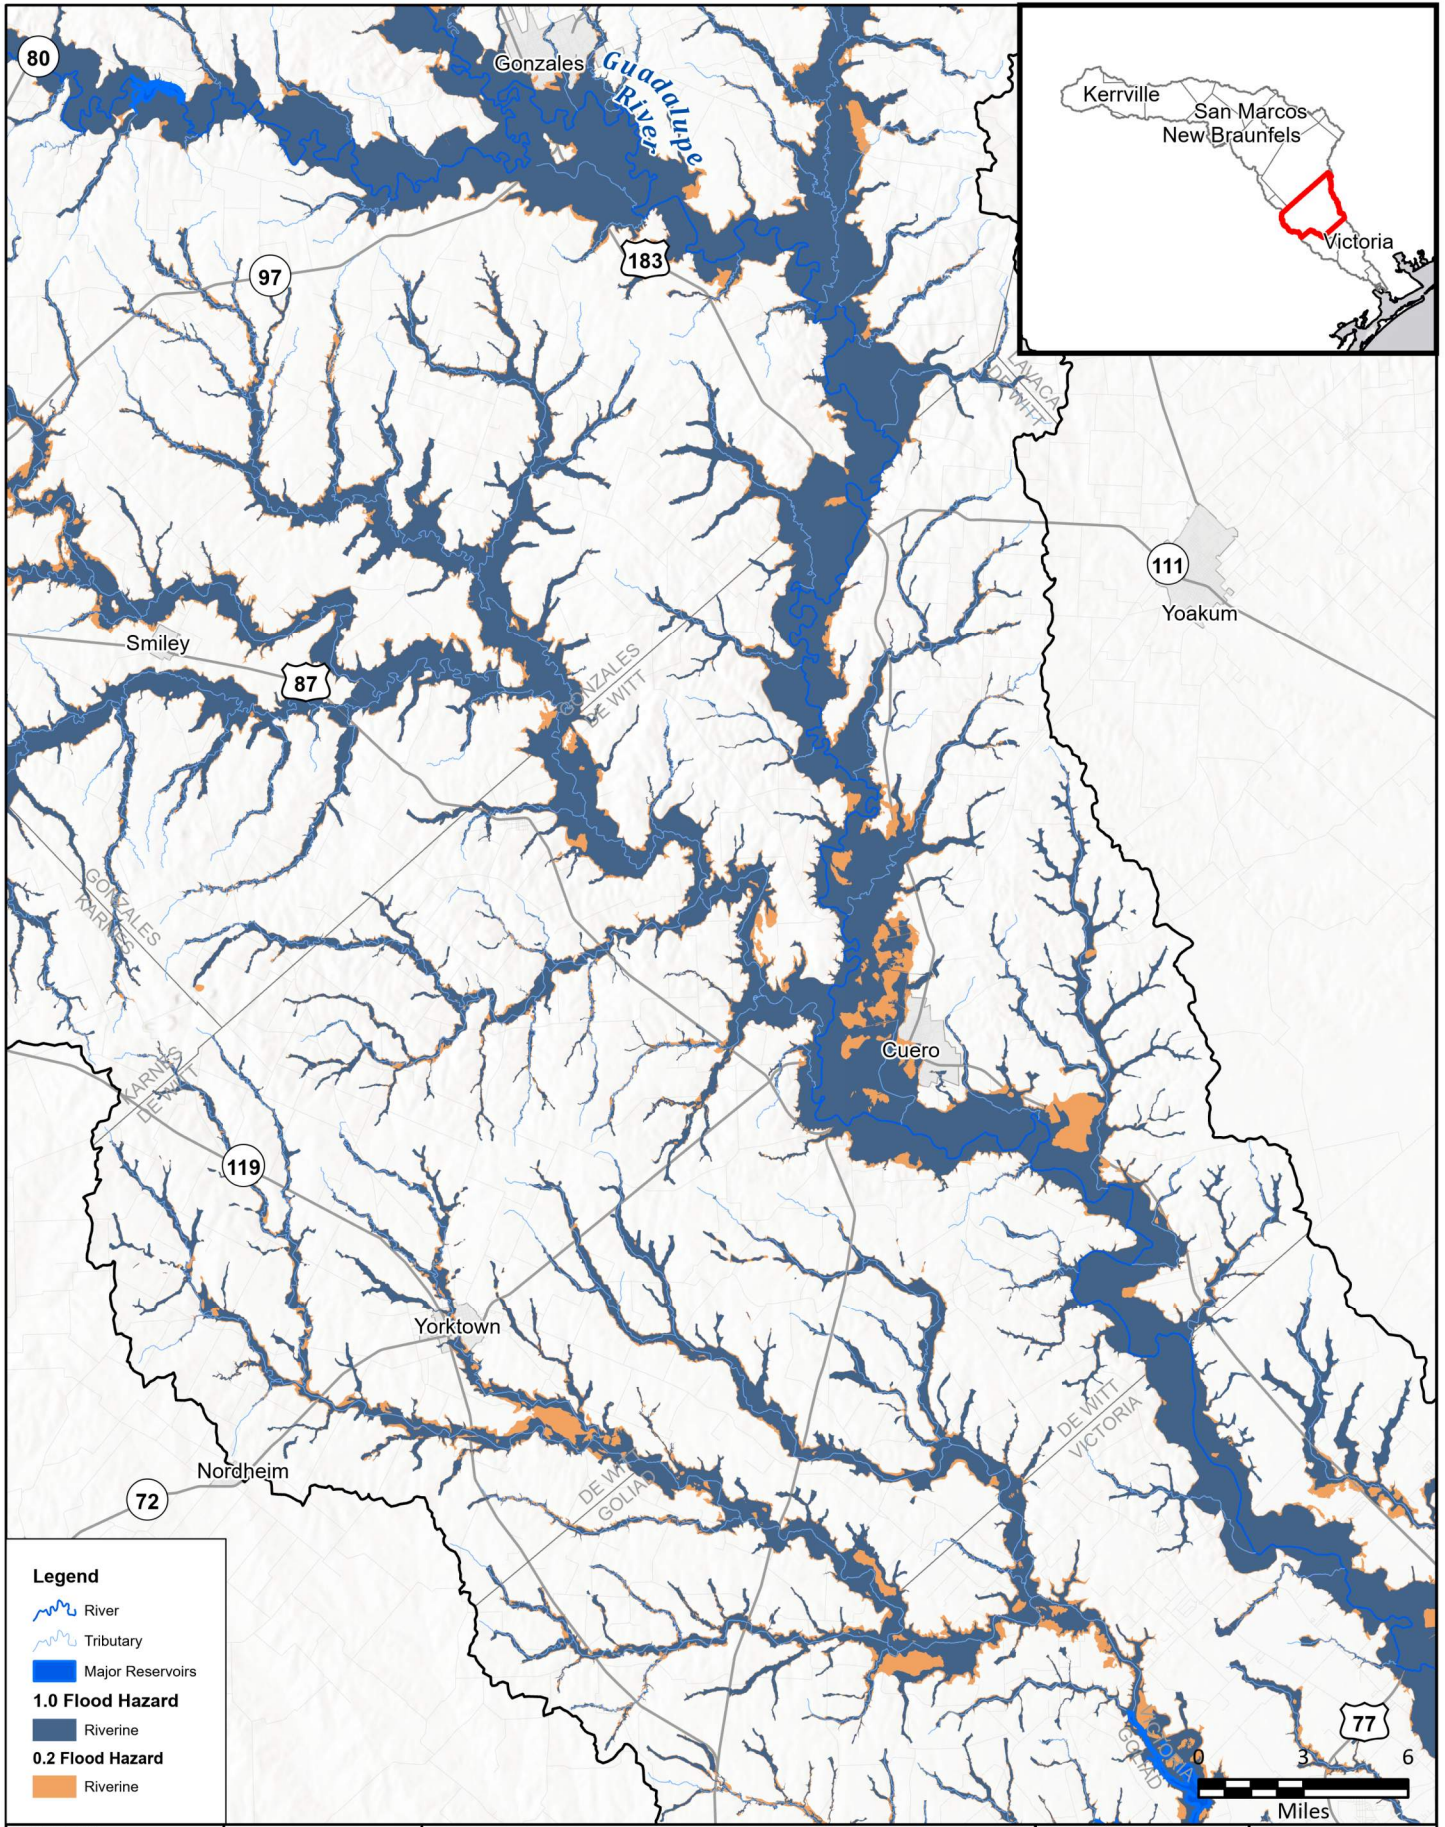 80
Gonzales
Guadalupe
River
Kerrville
San Marcos
New Braunfels
Victoria
183
97
LAVACA
DE WITT
111
Yoakum
Smiley
87
GONZALES
DE WITT
GONZALES
KARNES
Cuero
KARNES
DE WITT
119
Yorktown
DE WITT
VICTORIA
Nordheim
DE WITT
GOLIAD
72
Legend
River
Tributary
Major Reservoirs
1.0 Flood Hazard
Riverine
0.2 Flood Hazard
Riverine
VICTORIA
GOLIAD
77
0 3 6
Miles